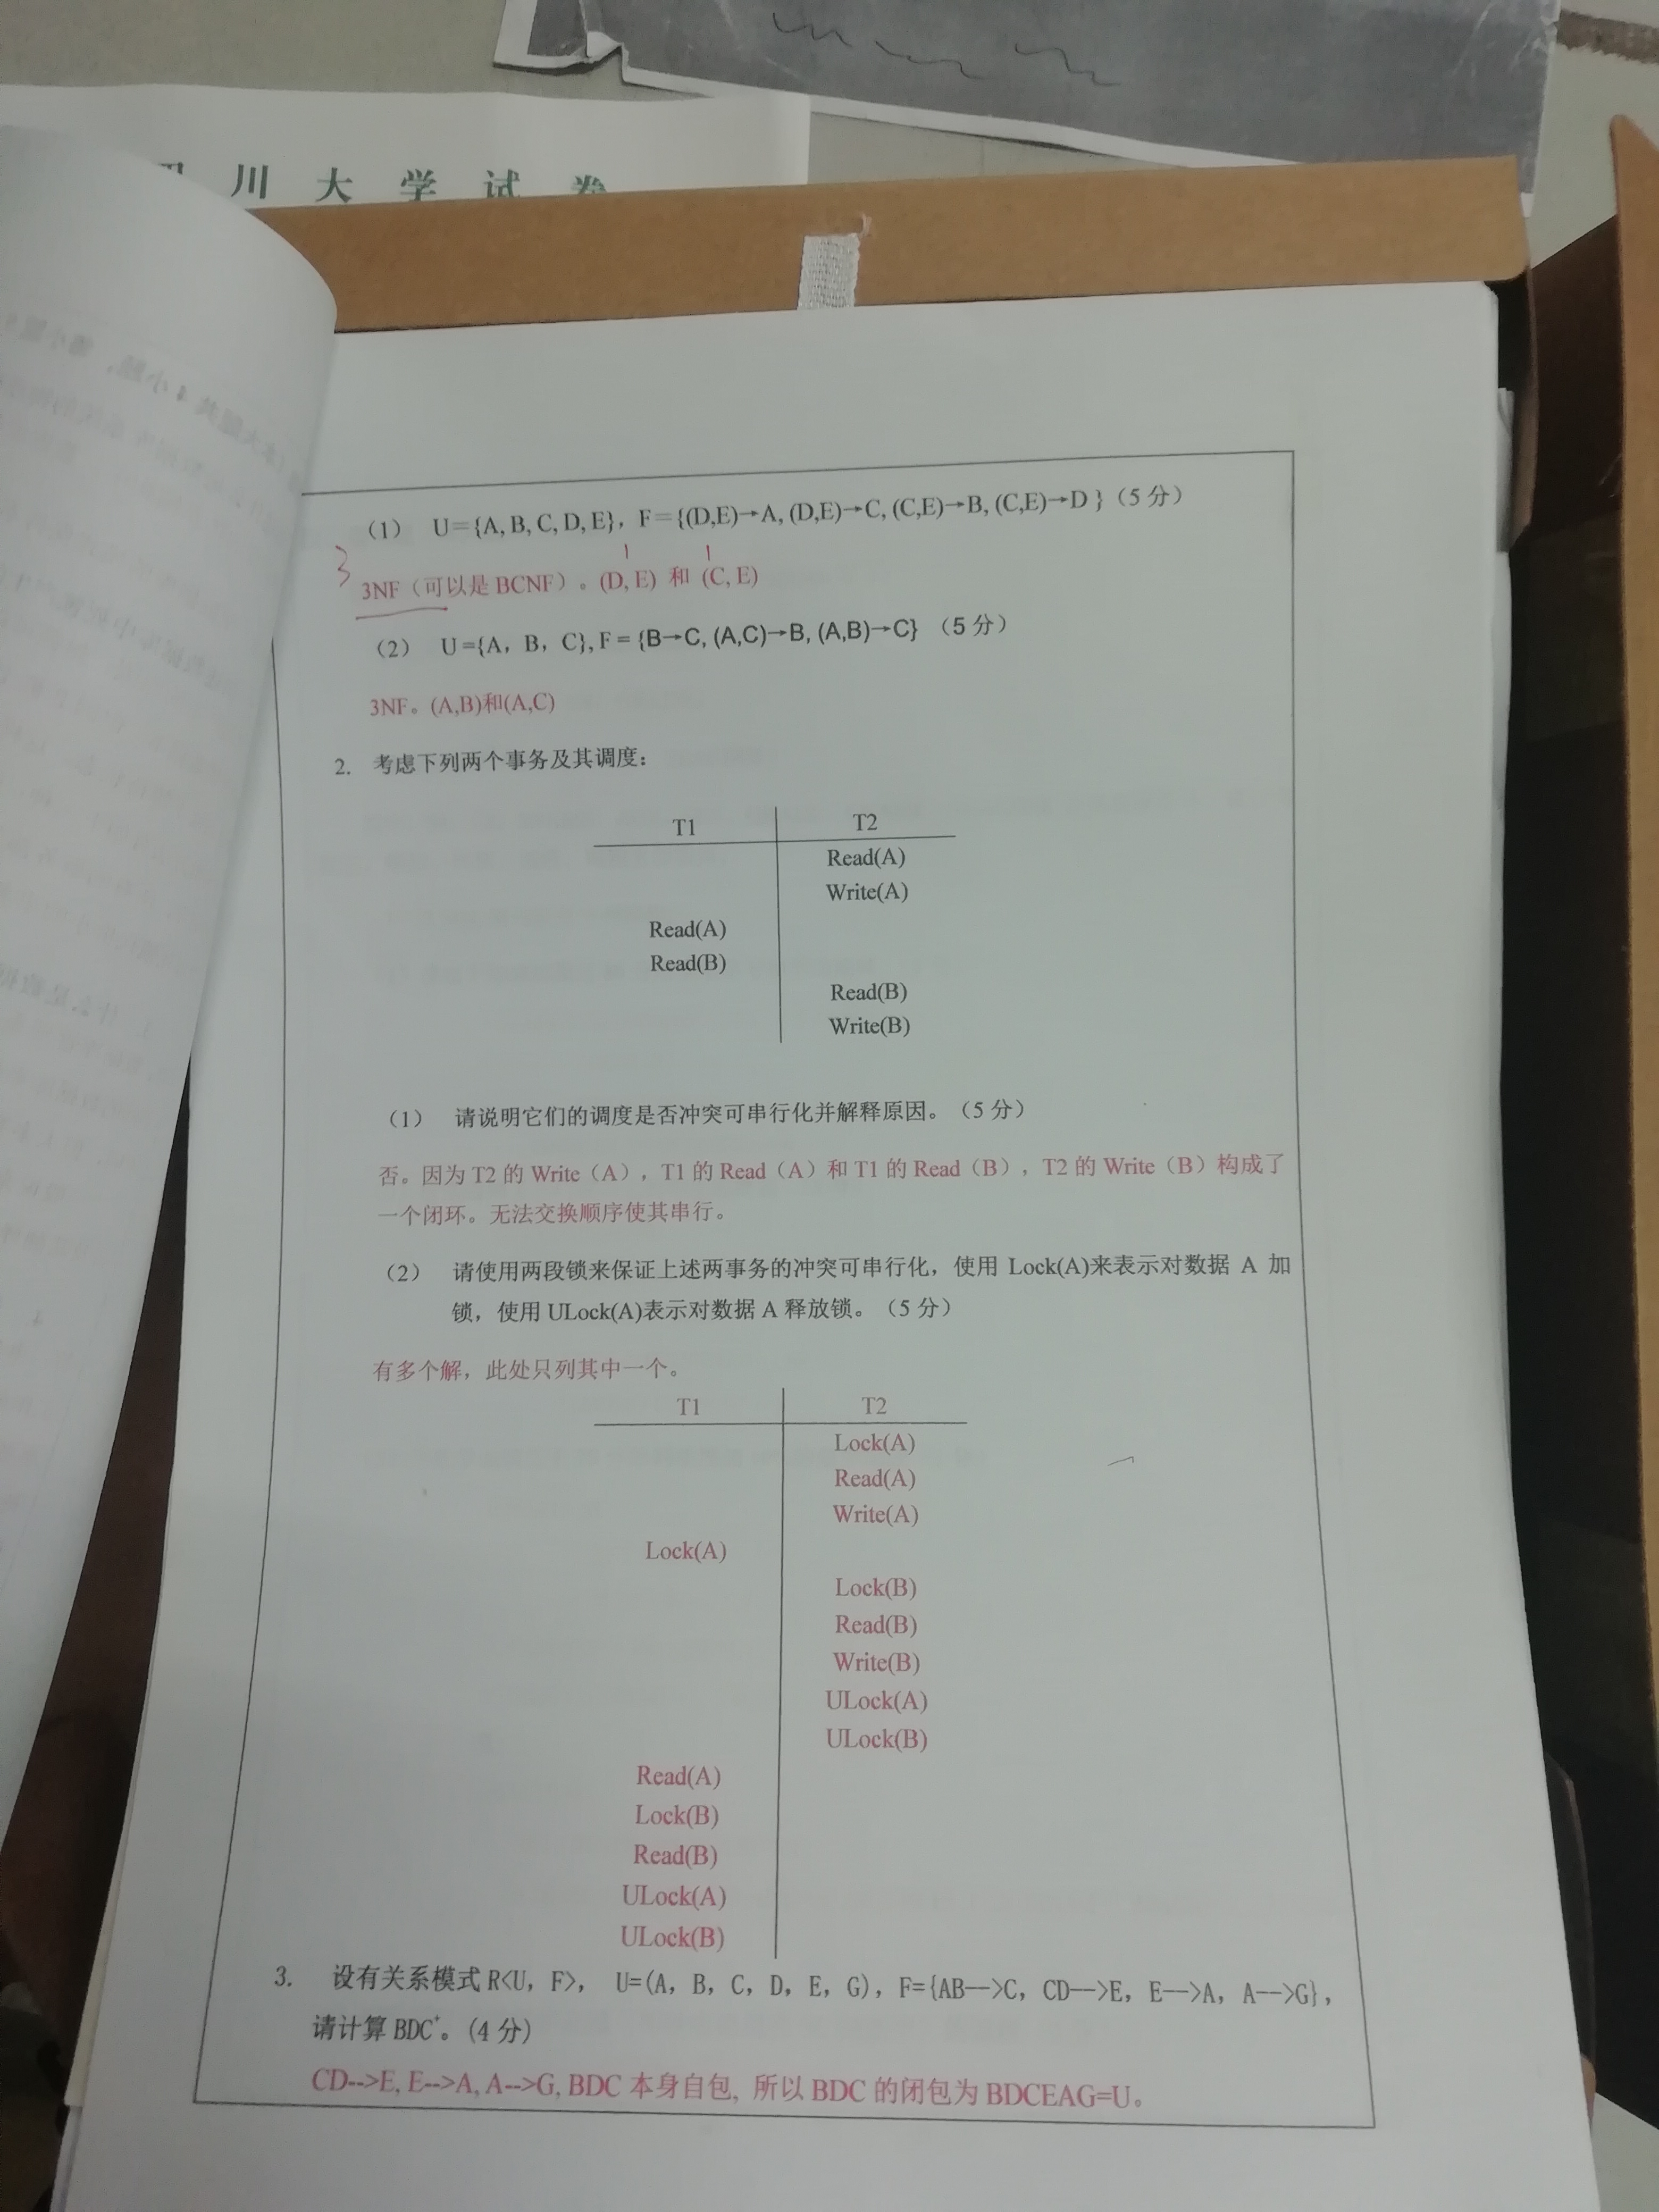 川 大 学 试 卷
(1) U={A, B, C, D, E}, F={(D,E)→A, (D,E)→C, (C,E)→B, (C,E)→D }(5 分)
3
3NF(可以是 BCNF)。(D, E) 和 (C, E)
(2) U ={A, B, C}, F = {B→C, (A,C)→B, (A,B)→C} (5 分)
3NF。(A,B)和(A,C)
2. 考虑下列两个事务及其调度:
T1 T2
Read(A)
Write(A)
Read(A)
Read(B)
Read(B)
Write(B)
(1) 请说明它们的调度是否冲突可串行化并解释原因。(5 分)
否。因为 T2 的 Write(A),T1 的 Read(A)和 T1 的 Read(B),T2 的 Write(B)构成了
一个闭环。无法交换顺序使其串行。
(2) 请使用两段锁来保证上述两事务的冲突可串行化,使用 Lock(A)来表示对数据 A 加
锁,使用 ULock(A)表示对数据 A 释放锁。(5 分)
有多个解,此处只列其中一个。
T1 T2
Lock(A)
Read(A)
Write(A)
Lock(A)
Lock(B)
Read(B)
Write(B)
ULock(A)
ULock(B)
Read(A)
Lock(B)
Read(B)
ULock(A)
ULock(B)
3. 设有关系模式 R<U, F>, U=(A, B, C, D, E, G), F={AB-->C, CD-->E, E-->A, A-->G},
请计算 BDC⁺。(4 分)
CD-->E, E-->A, A-->G, BDC 本身自包, 所以 BDC 的闭包为 BDCEAG=U。